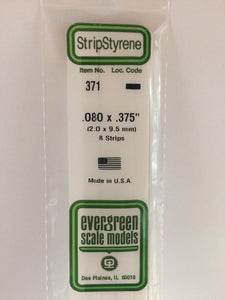 StripStyrene
Item No. Loc. Code
371
.080 x .375"
(2.0 x 9.5 mm)
8 Strips
Made in U.S.A.
evergreen
scale models
Des Plaines, IL 60018